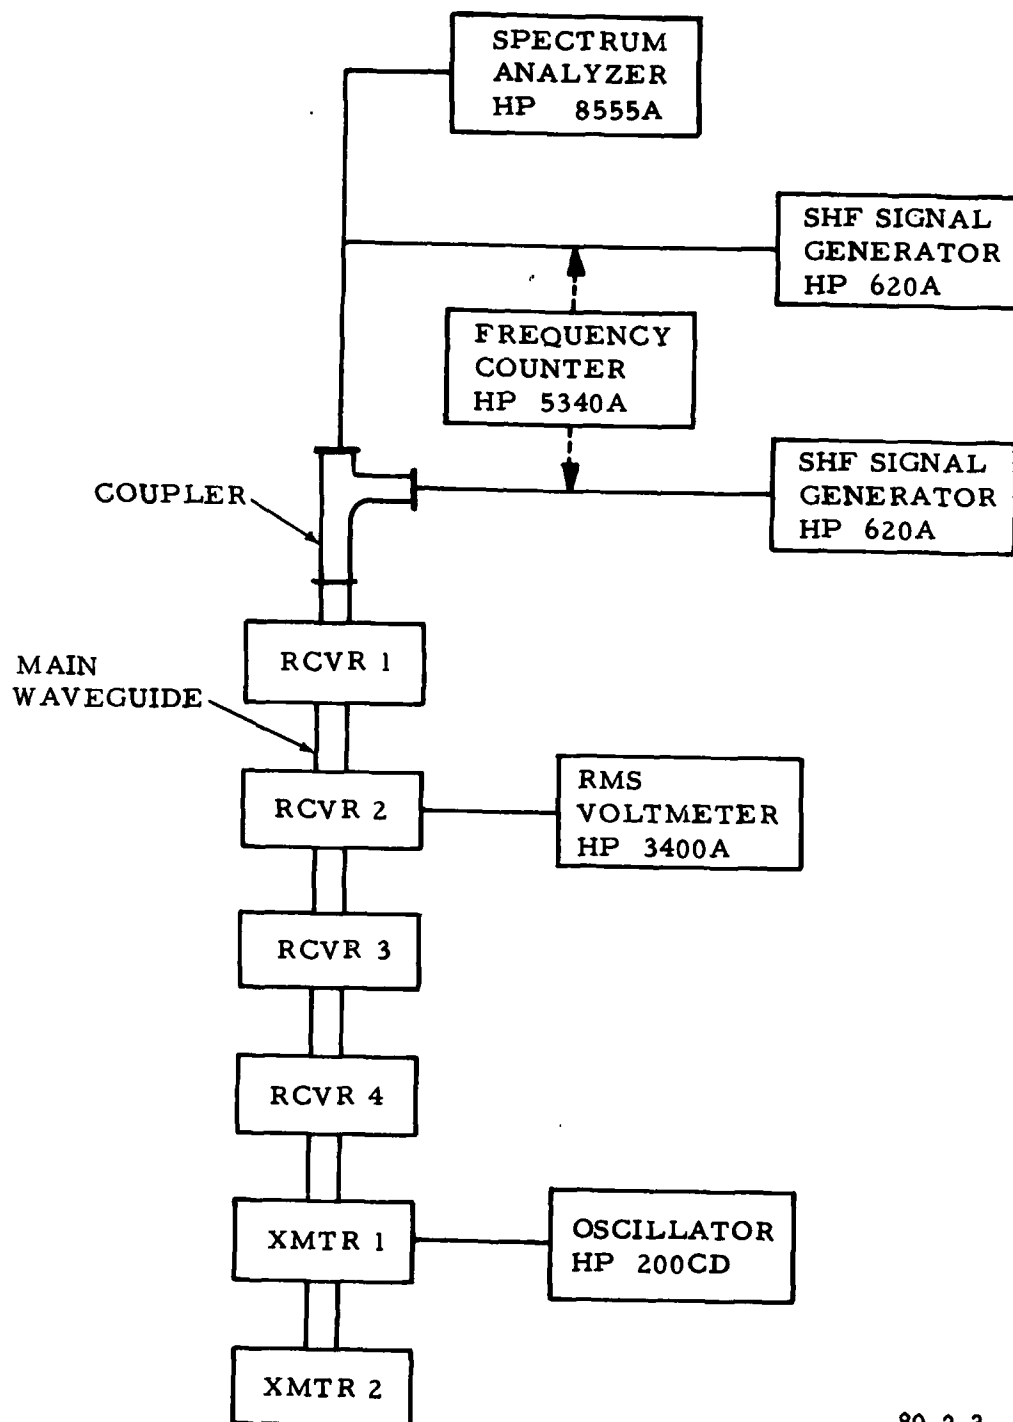 SPECTRUM
ANALYZER
HP 8555A
SHF SIGNAL
GENERATOR
HP 620A
FREQUENCY
COUNTER
HP 5340A
SHF SIGNAL
GENERATOR
HP 620A
COUPLER
RCVR 1
MAIN
WAVEGUIDE
RCVR 2
RMS
VOLTMETER
HP 3400A
RCVR 3
RCVR 4
XMTR 1
OSCILLATOR
HP 200CD
XMTR 2